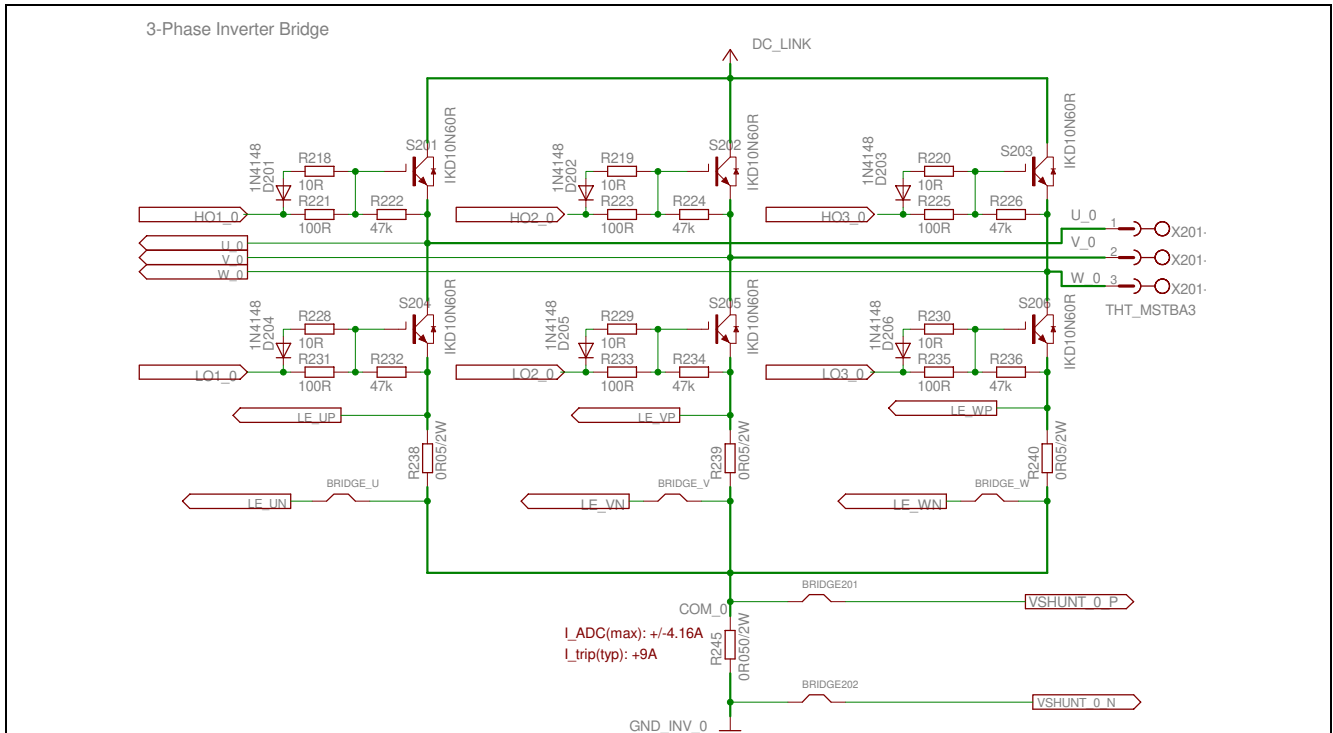 3-Phase Inverter Bridge
DC_LINK
1N4148
D201
R218
10R
R221
100R
R222
47k
S201
IKD10N60R
HO1_0
1N4148
D202
R219
10R
R223
100R
R224
47k
S202
IKD10N60R
HO2_0
1N4148
D203
R220
10R
R225
100R
R226
47k
S203
IKD10N60R
HO3_0
U_0
V_0
W_0
U_0
1
X201-
V_0
2
X201-
W_0
3
X201-
THT_MSTBA3
1N4148
D204
R228
10R
R231
100R
R232
47k
S204
IKD10N60R
LO1_0
1N4148
D205
R229
10R
R233
100R
R234
47k
S205
IKD10N60R
LO2_0
1N4148
D206
R230
10R
R235
100R
R236
47k
S206
IKD10N60R
LO3_0
LE_UP
LE_VP
LE_WP
R238
0R05/2W
R239
0R05/2W
R240
0R05/2W
BRIDGE_U
BRIDGE_V
BRIDGE_W
LE_UN
LE_VN
LE_WN
BRIDGE201
VSHUNT_0_P
COM_0
I_ADC(max): +/-4.16A
I_trip(typ): +9A
R245
0R050/2W
BRIDGE202
VSHUNT_0_N
GND_INV_0